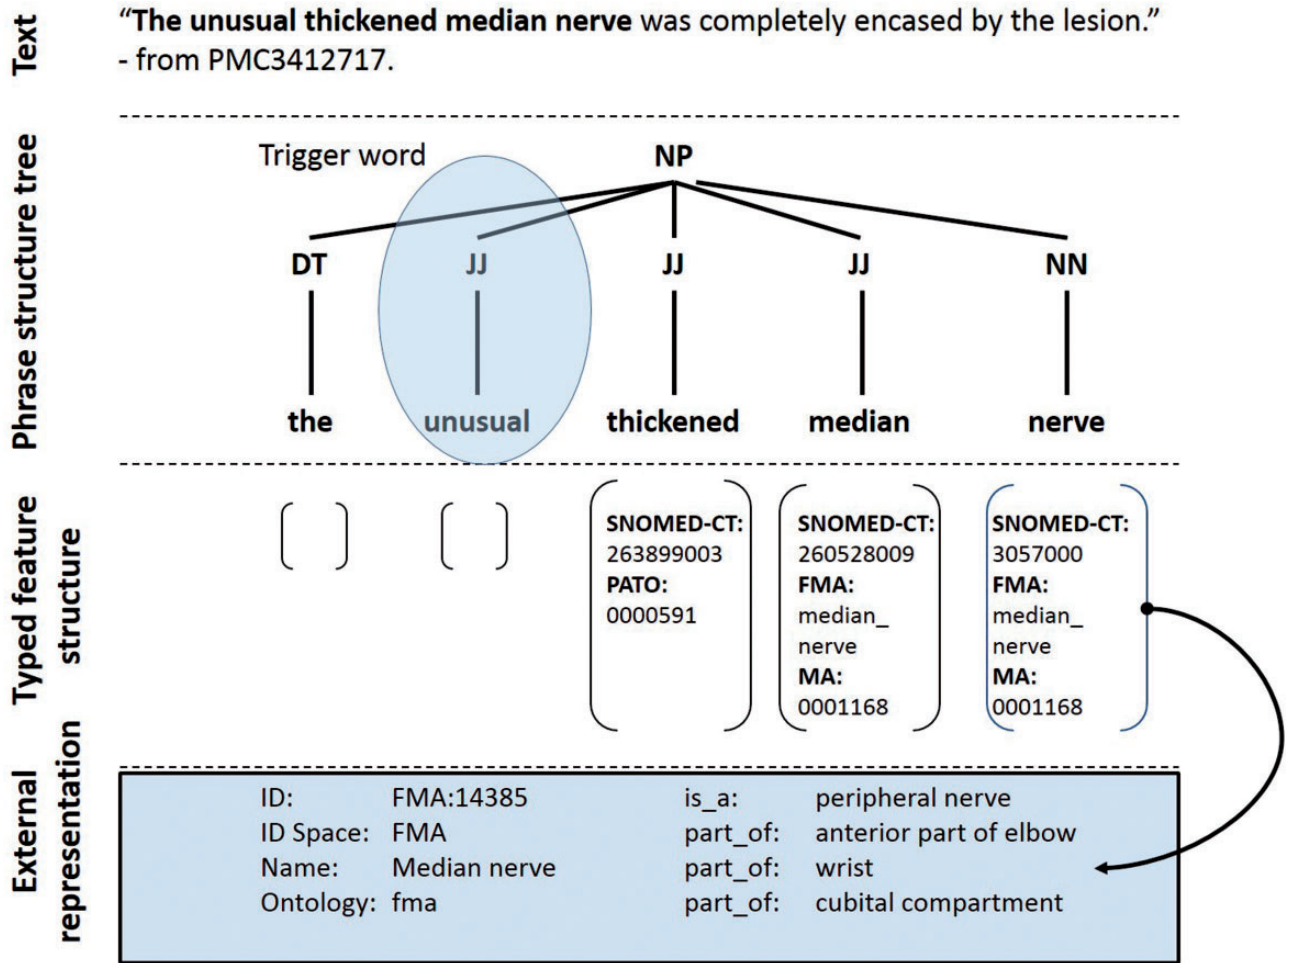 Text
“The unusual thickened median nerve was completely encased by the lesion.”
- from PMC3412717.
Phrase structure tree
Trigger word
NP
DT JJ JJ JJ NN
the unusual thickened median nerve
Typed feature
structure
SNOMED-CT:
263899003
PATO:
0000591
SNOMED-CT:
260528009
FMA:
median_
nerve
MA:
0001168
SNOMED-CT:
3057000
FMA:
median_
nerve
MA:
0001168
External
representation
ID: FMA:14385 is_a: peripheral nerve
ID Space: FMA part_of: anterior part of elbow
Name: Median nerve part_of: wrist
Ontology: fma part_of: cubital compartment